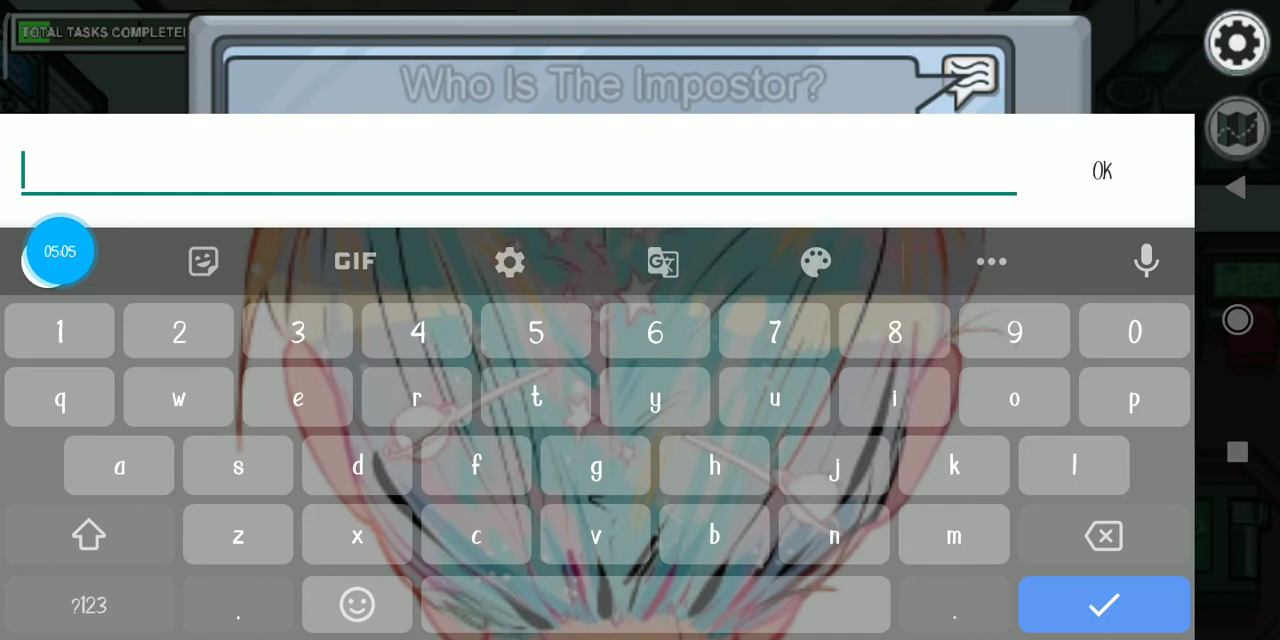 TOTAL TASKS COMPLETE
Who Is The Impostor?
OK
05:05
GIF
1 2 3 4 5 6 7 8 9 0
q w e r t y u i o p
a s d f g h j k l
z x c v b n m
?123 . .